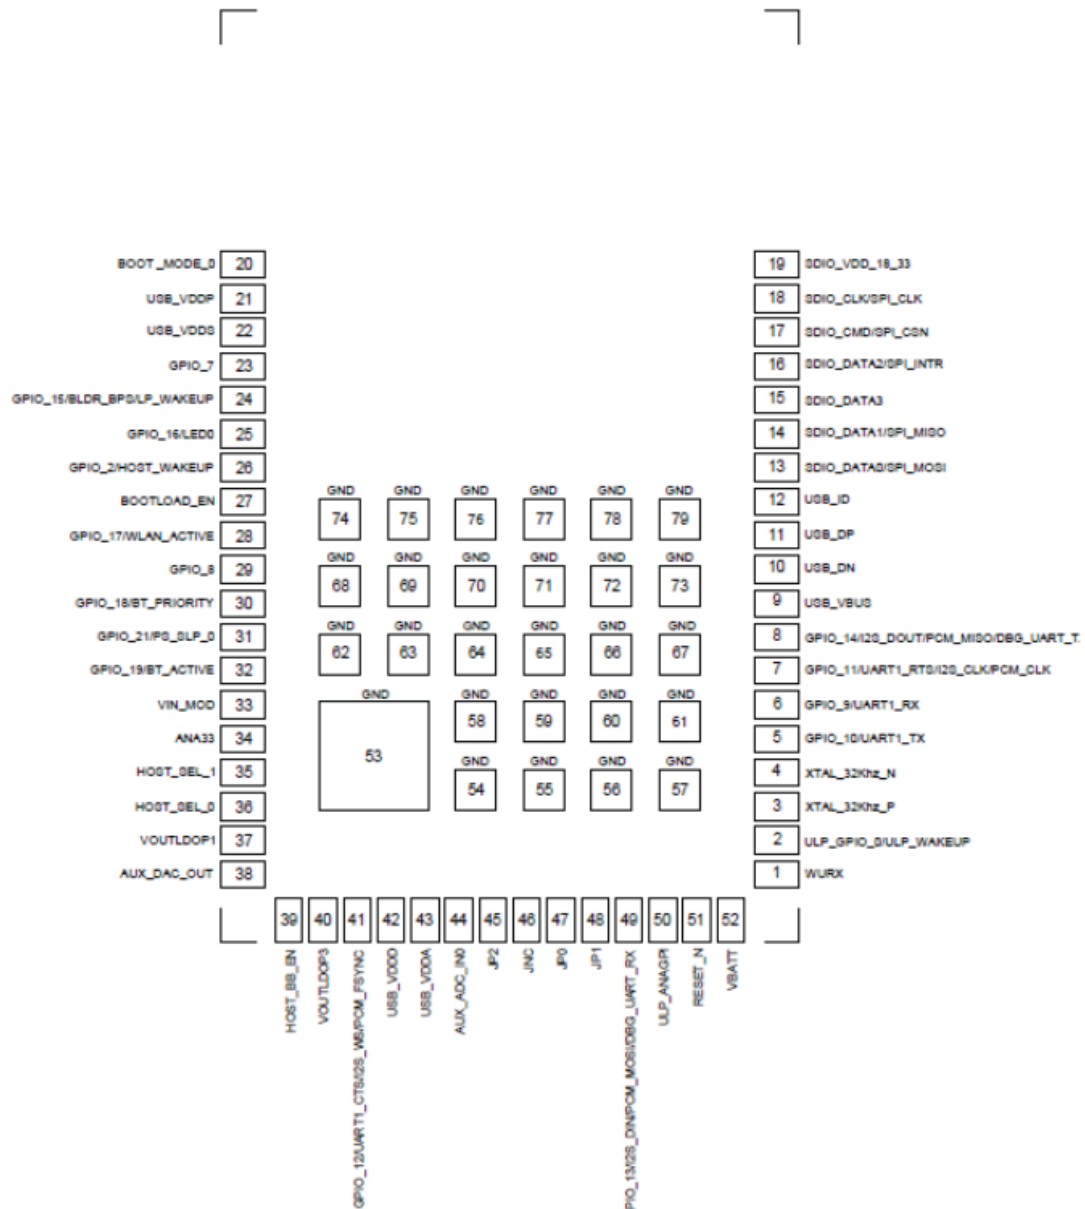 BOOT_MODE_0 20
USB_VDDP 21
USB_VDDS 22
GPIO_7 23
GPIO_15/BLDR_BPS/LP_WAKEUP 24
GPIO_16/LED0 25
GPIO_2/HOST_WAKEUP 26
BOOTLOAD_EN 27
GPIO_17/WLAN_ACTIVE 28
GPIO_8 29
GPIO_18/BT_PRIORITY 30
GPIO_21/PS_SLP_0 31
GPIO_19/BT_ACTIVE 32
VIN_MOD 33
ANA33 34
HOST_SEL_1 35
HOST_SEL_0 36
VOUTLDOP1 37
AUX_DAC_OUT 38
GND GND GND GND GND GND
74 75 76 77 78 79
GND GND GND GND GND GND
68 69 70 71 72 73
GND GND GND GND GND GND
62 63 64 65 66 67
GND GND GND GND GND
53 58 59 60 61
GND GND GND GND
54 55 56 57
19 SDIO_VDD_18_33
18 SDIO_CLK/SPI_CLK
17 SDIO_CMD/SPI_CSN
16 SDIO_DATA2/SPI_INTR
15 SDIO_DATA3
14 SDIO_DATA1/SPI_MISO
13 SDIO_DATA0/SPI_MOSI
12 USB_ID
11 USB_DP
10 USB_DN
9 USB_VBUS
8 GPIO_14/I2S_DOUT/PCM_MISO/DBG_UART_T
7 GPIO_11/UART1_RTS/I2S_CLK/PCM_CLK
6 GPIO_9/UART1_RX
5 GPIO_10/UART1_TX
4 XTAL_32Khz_N
3 XTAL_32Khz_P
2 ULP_GPIO_0/ULP_WAKEUP
1 WURX
39 HOST_BB_EN
40 VOUTLDOP3
41 GPIO_12/UART1_CTS/I2S_WS/PCM_FSYNC
42 USB_VDDD
43 USB_VDDA
44 AUX_ADC_IN0
45 JP2
46 JNC
47 JP0
48 JP1
49 PIO_13/I2S_DIN/PCM_MOSI/DBG_UART_RX
50 ULP_ANAGPI
51 RESET_N
52 VBATT